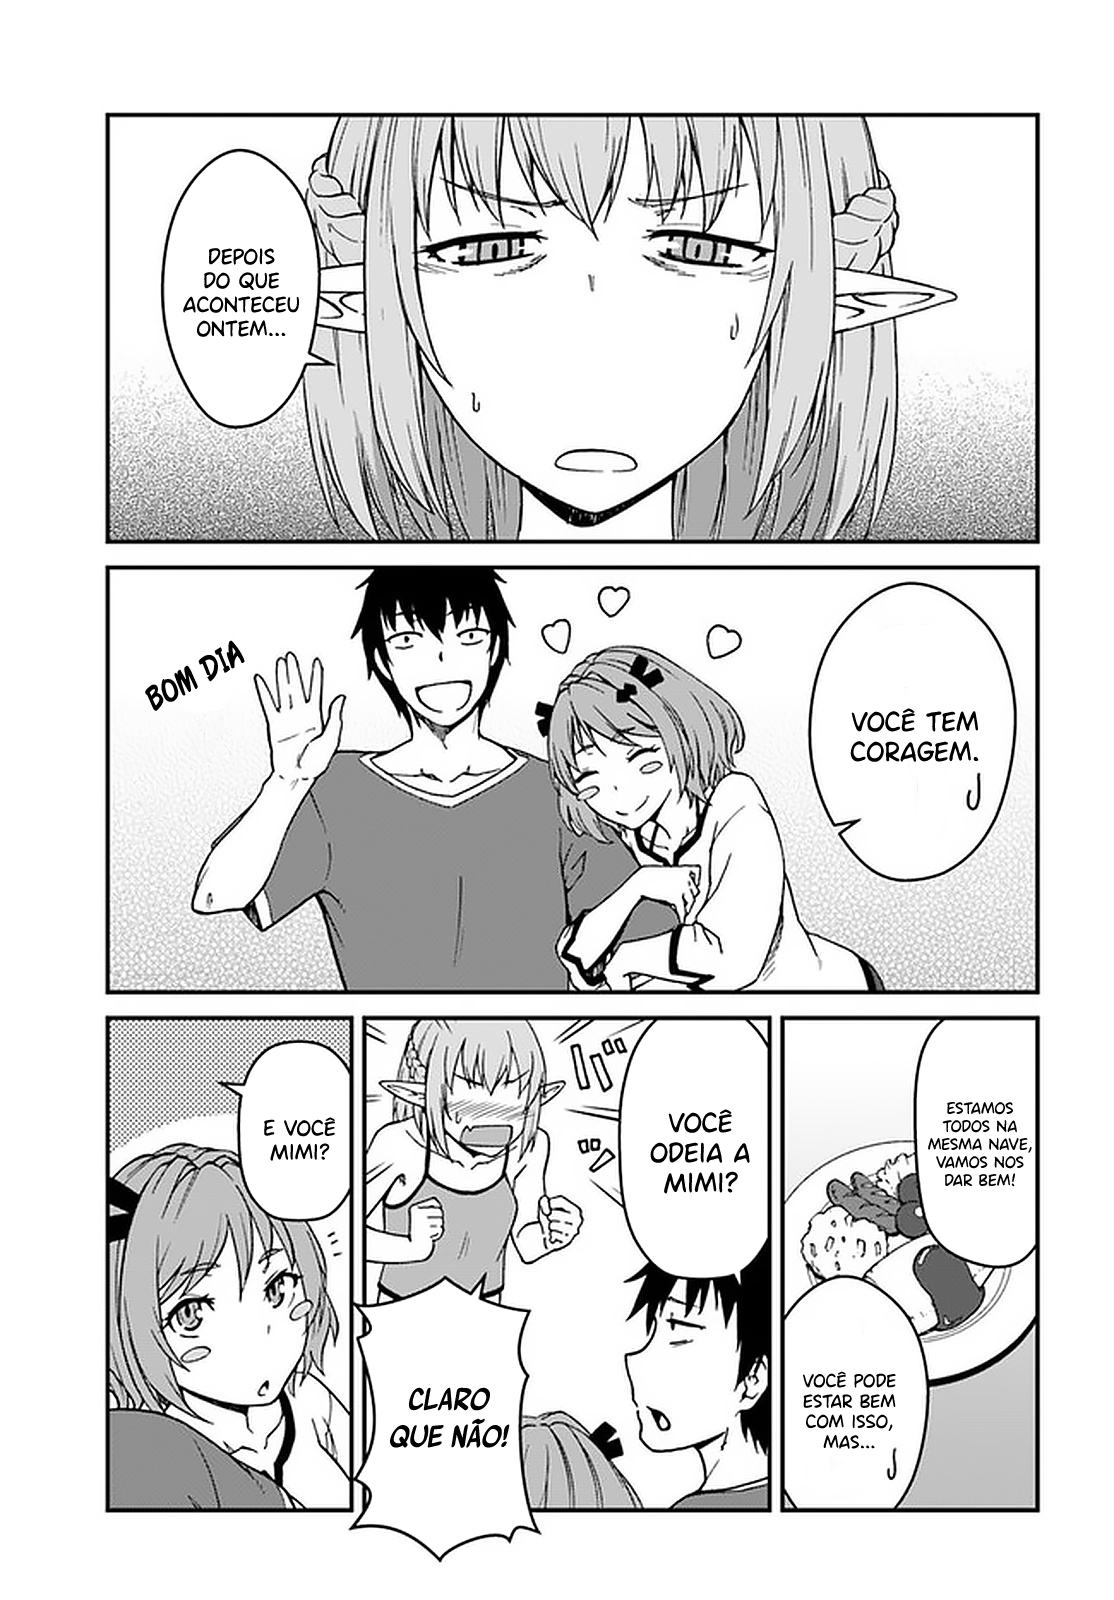 DEPOIS
DO QUE
ACONTECEU
ONTEM...
VOCÊ TEM
CORAGEM.
BOM DIA
ESTAMOS
TODOS NA
MESMA NAVE,
VAMOS NOS
DAR BEM!
VOCÊ PODE
ESTAR BEM
COM ISSO,
MAS...
VOCÊ
ODEIA A
MIMI?
CLARO
QUE NÃO!
E VOCÊ
MIMI?